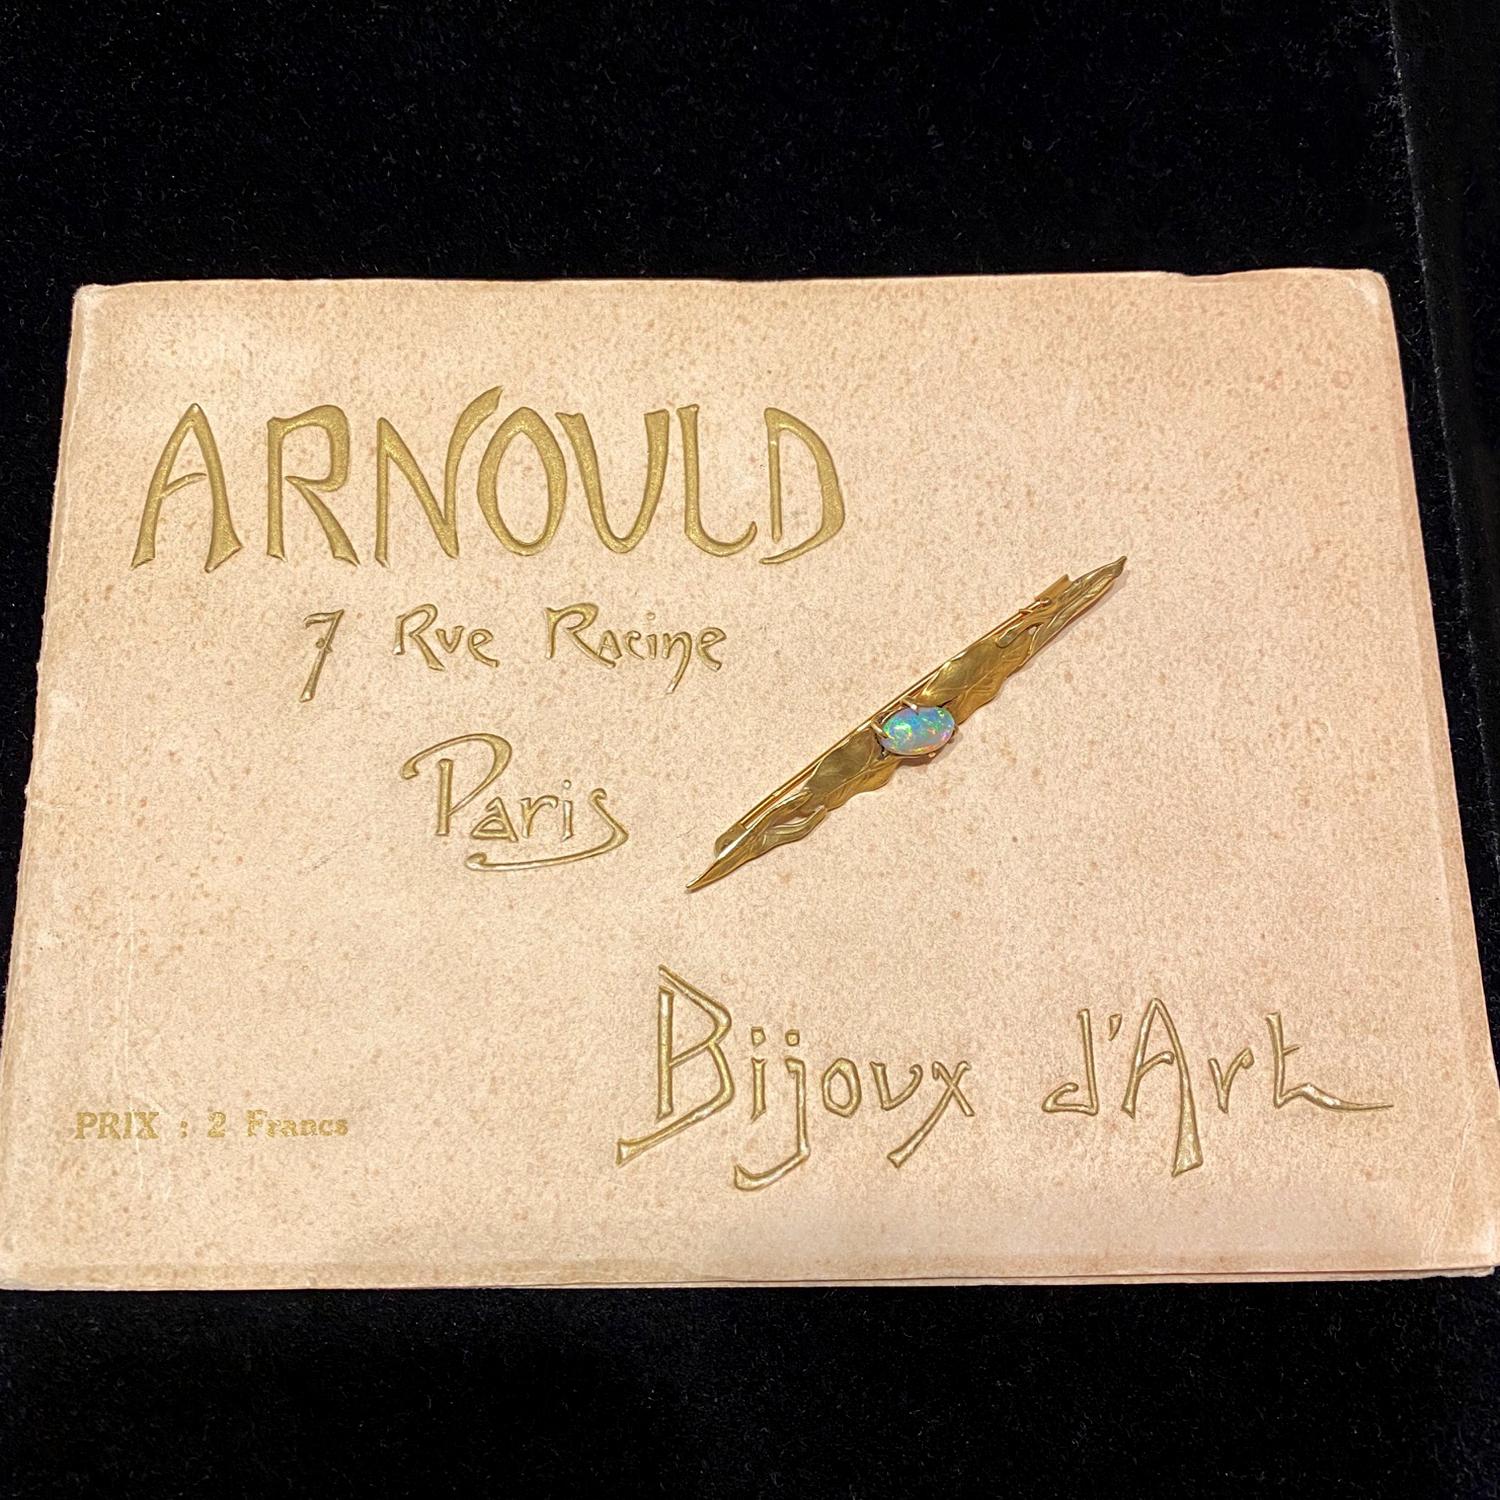 ARNOULD
7 Rue Racine
Paris
Bijoux d'Art
PRIX : 2 Francs